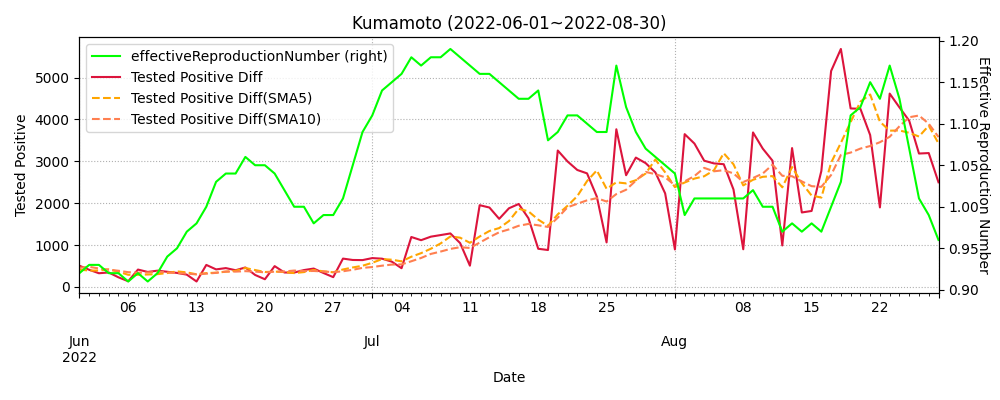 Kumamoto (2022-06-01~2022-08-30)
effectiveReproductionNumber (right)
Tested Positive Diff
Tested Positive Diff(SMA5)
Tested Positive Diff(SMA10)
Tested Positive
5000
4000
3000
2000
1000
0
Effective Reproduction Number
1.20
1.15
1.10
1.05
1.00
0.95
0.90
06 13 20 27 04 11 18 25 08 15 22
Jun Jul Aug
2022
Date